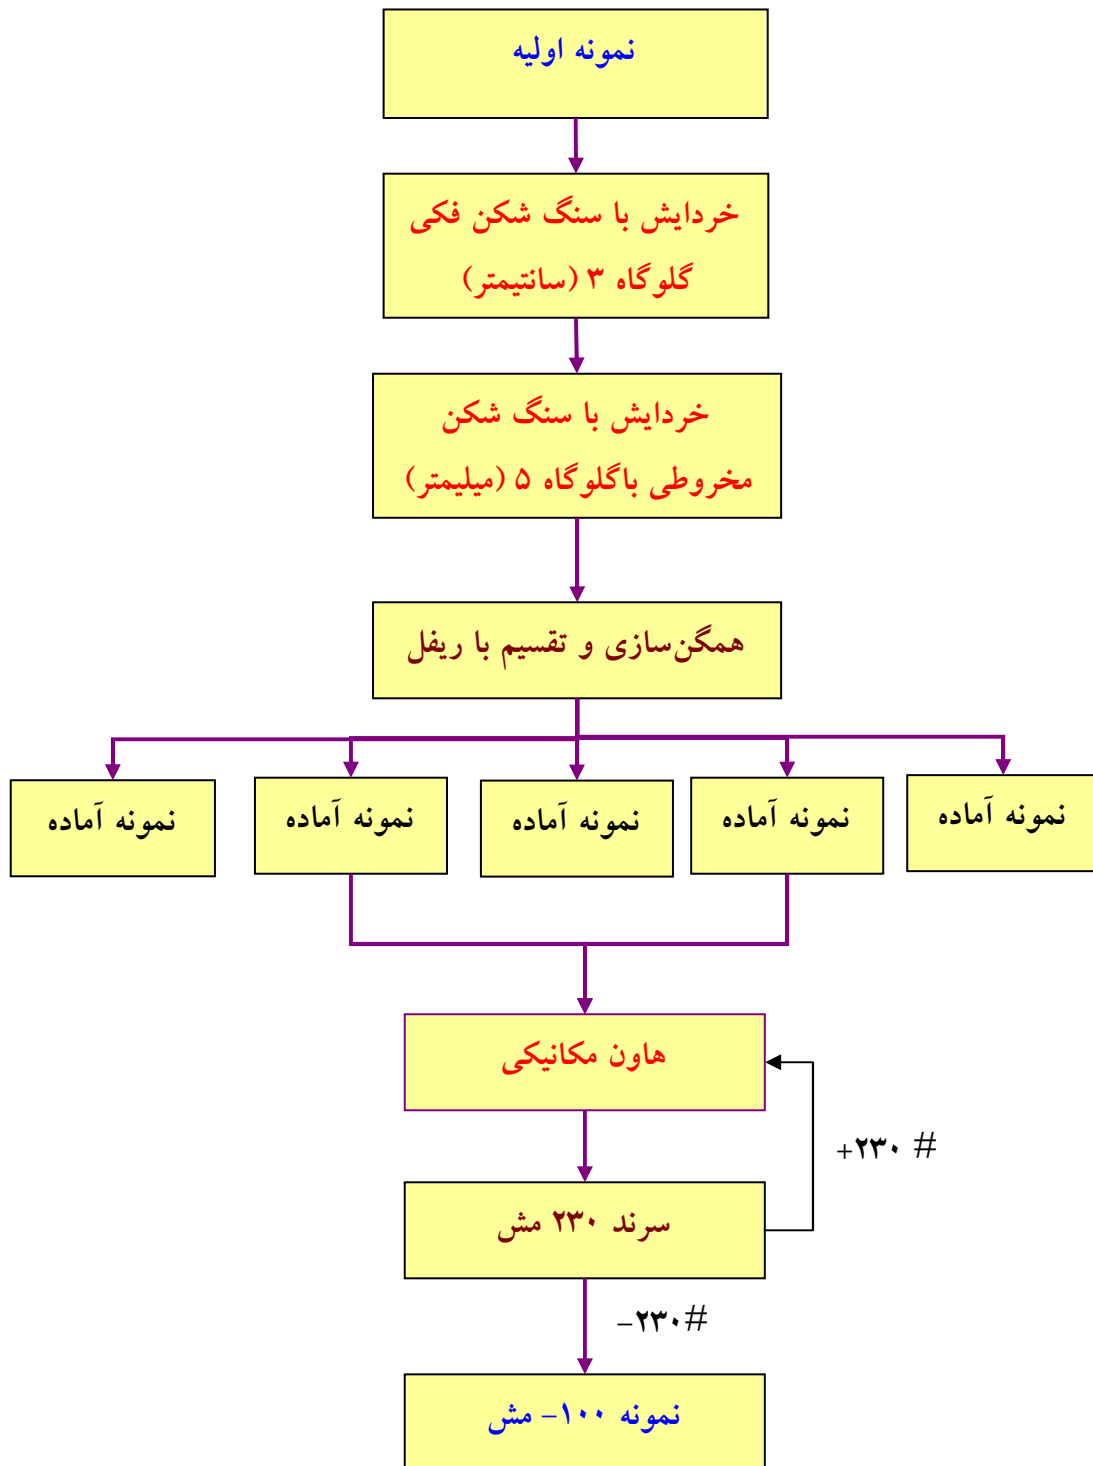 نمونه اولیه
خردایش با سنگ شکن فکی
گلوگاه ۳ (سانتیمتر)
خردایش با سنگ شکن
مخروطی باگلوگاه ۵ (میلیمتر)
همگن‌سازی و تقسیم با ریفل
نمونه آماده
نمونه آماده
نمونه آماده
نمونه آماده
نمونه آماده
هاون مکانیکی
+۲۳۰ #
سرند ۲۳۰ مش
-۲۳۰#
نمونه ۱۰۰- مش